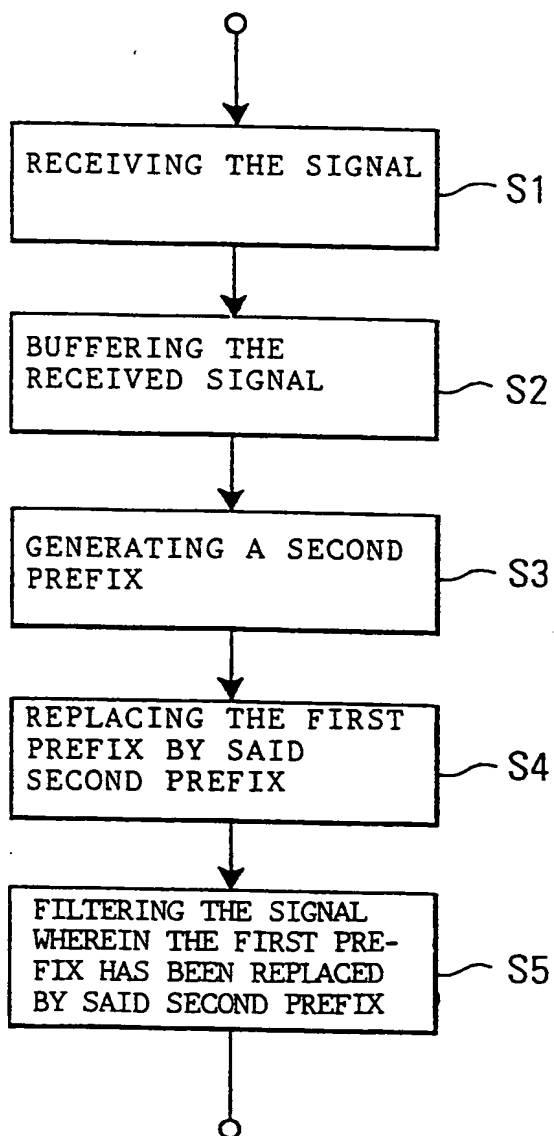 RECEIVING THE SIGNAL
S1
BUFFERING THE
RECEIVED SIGNAL
S2
GENERATING A SECOND
PREFIX
S3
REPLACING THE FIRST
PREFIX BY SAID
SECOND PREFIX
S4
FILTERING THE SIGNAL
WHEREIN THE FIRST PRE-
FIX HAS BEEN REPLACED
BY SAID SECOND PREFIX
S5